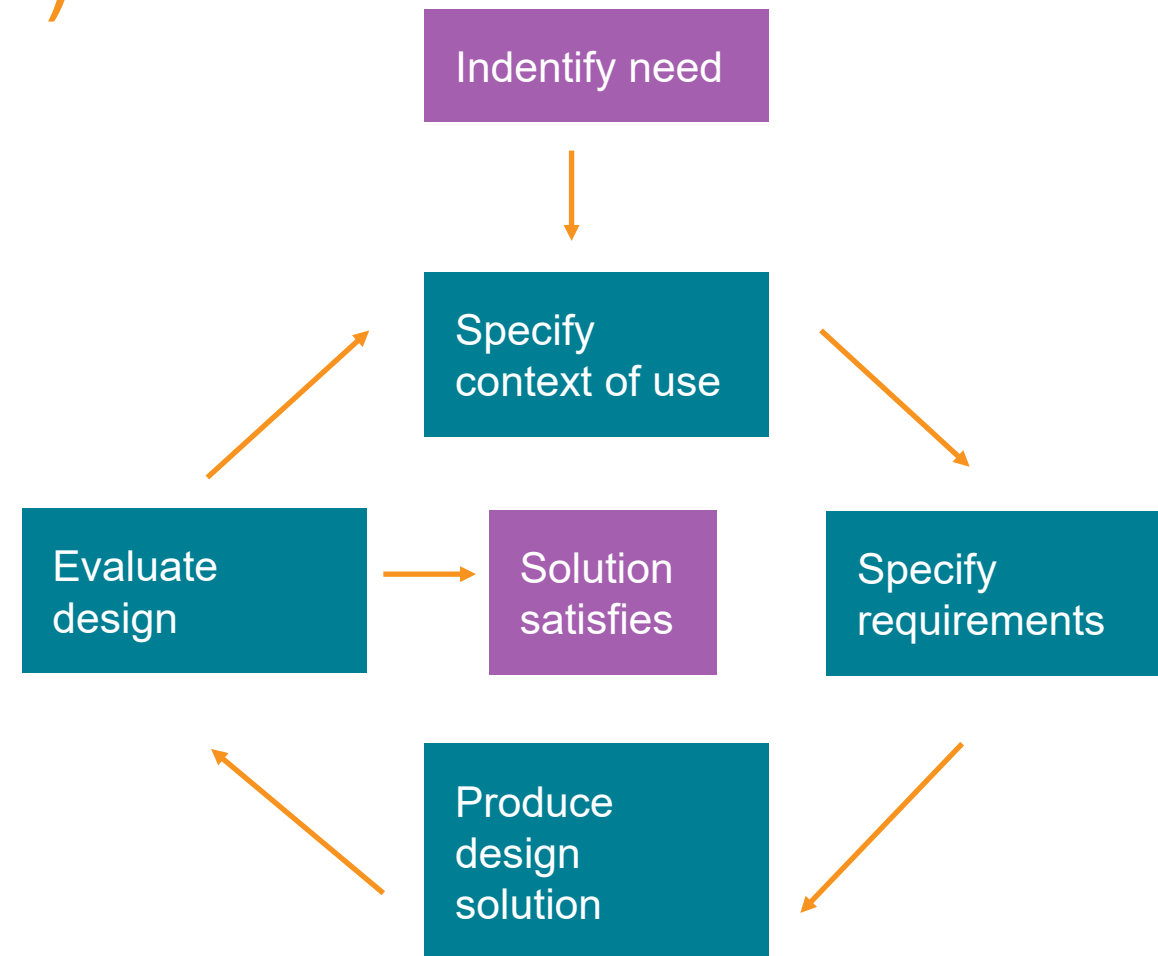 )
Indentify need
Specify
context of use
Evaluate
design
Solution
satisfies
Specify
requirements
Produce
design
solution